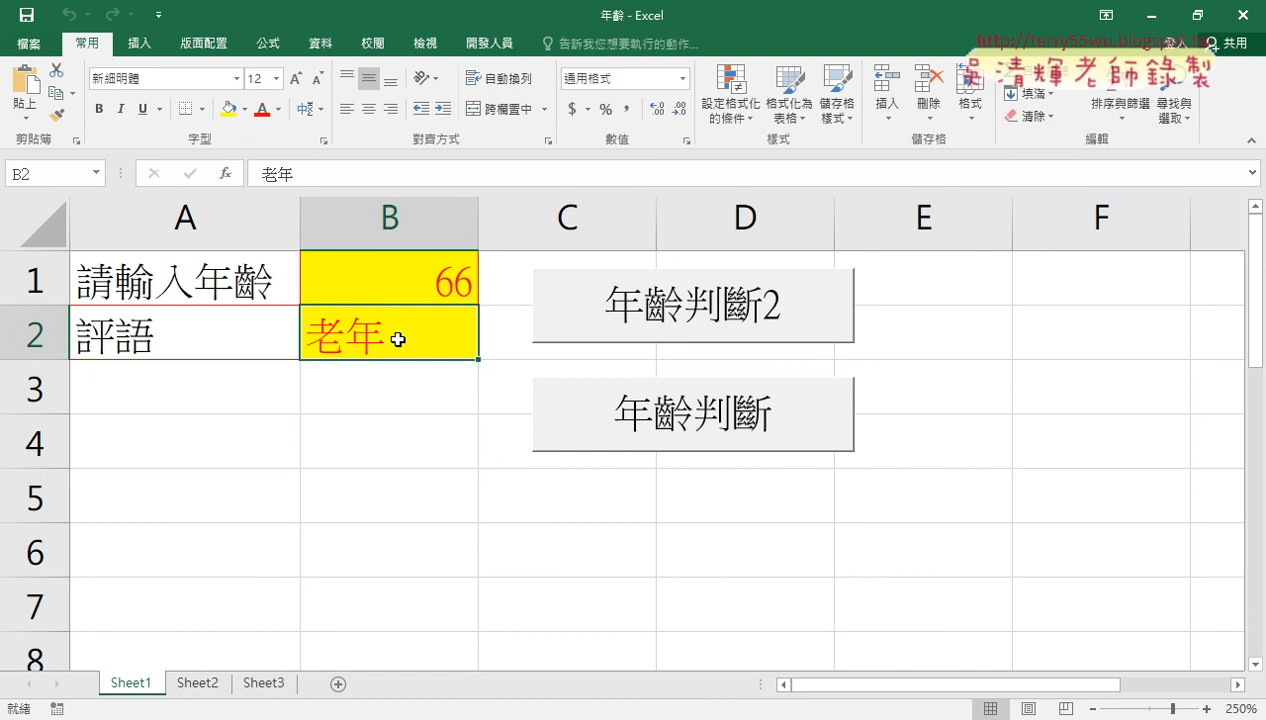 年齡 - Excel
檔案 常用 插入 版面配置 公式 資料 校閱 檢視 開發人員 告訴我您想要執行的動作... 登入 共用
http://terry55wu.blogspot.tw
吳清輝老師錄製
貼上 新細明體 12 自動換列 通用格式 設定格式化的條件 格式化為表格 儲存格樣式 插入 刪除 格式 填滿 排序與篩選 尋找與選取
B I U A 中 跨欄置中 $ % , 清除
剪貼簿 字型 對齊方式 數值 樣式 儲存格 編輯
B2 fx 老年
A B C D E F
1 請輸入年齡 66 年齡判斷2
2 評語 老年
3
年齡判斷
4
5
6
7
8
Sheet1 Sheet2 Sheet3
就緒 250%